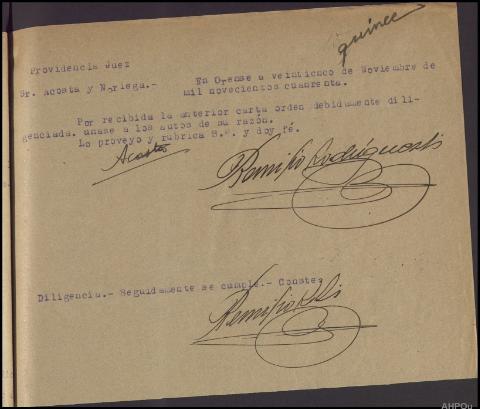 quince
Providencia Juez
Sr. Acosta y Noriega.-
En Orense a veinticinco de Noviembre de
mil novecientos cuarenta.
Por recibida la anterior carta orden debidamente dili-
genciada, únase a los autos de su razón.
Lo proveyo y rubrica S.S. y doy fé.
Acosta
Remigio
Diligencia.- Seguidamente se cumple.- Conste.
Remigio
AHPOu